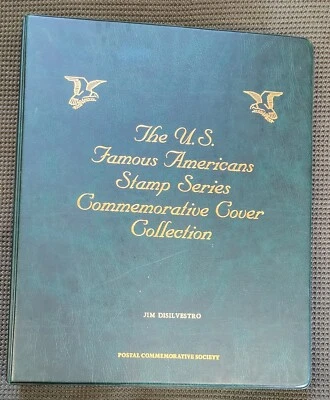 The U.S.
Famous Americans
Stamp Series
Commemorative Cover
Collection
JIM DISILVESTRO
POSTAL COMMEMORATIVE SOCIETY